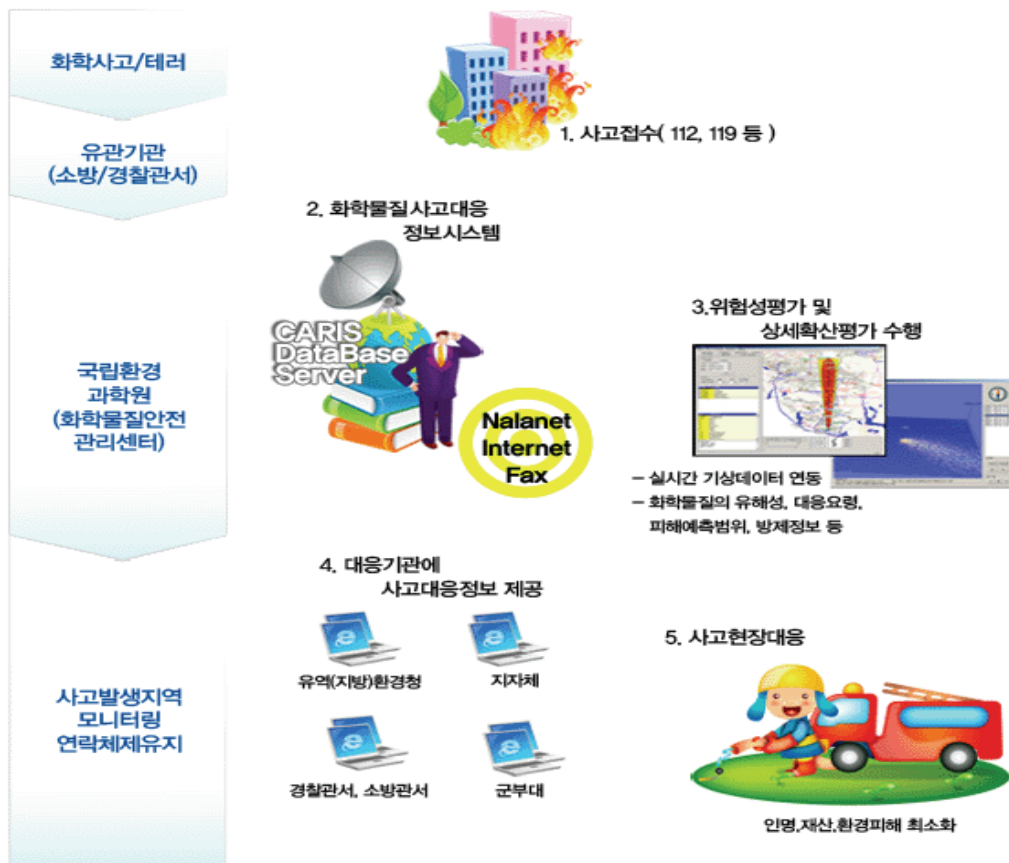 화학사고/테러
1. 사고접수( 112, 119 등 )
유관기관
(소방/경찰관서)
2. 화학물질사고대응
정보시스템
CARIS
DataBase
Server
Nalanet
Internet
Fax
3.위험성평가 및
상세확산평가 수행
– 실시간 기상데이터 연동
– 화학물질의 유해성, 대응요령,
피해예측범위, 방제정보 등
국립환경
과학원
(화학물질안전
관리센터)
4. 대응기관에
사고대응정보 제공
유역(지방)환경청
지자체
경찰관서, 소방관서
군부대
5. 사고현장대응
인명,재산,환경피해 최소화
사고발생지역
모니터링
연락체제유지